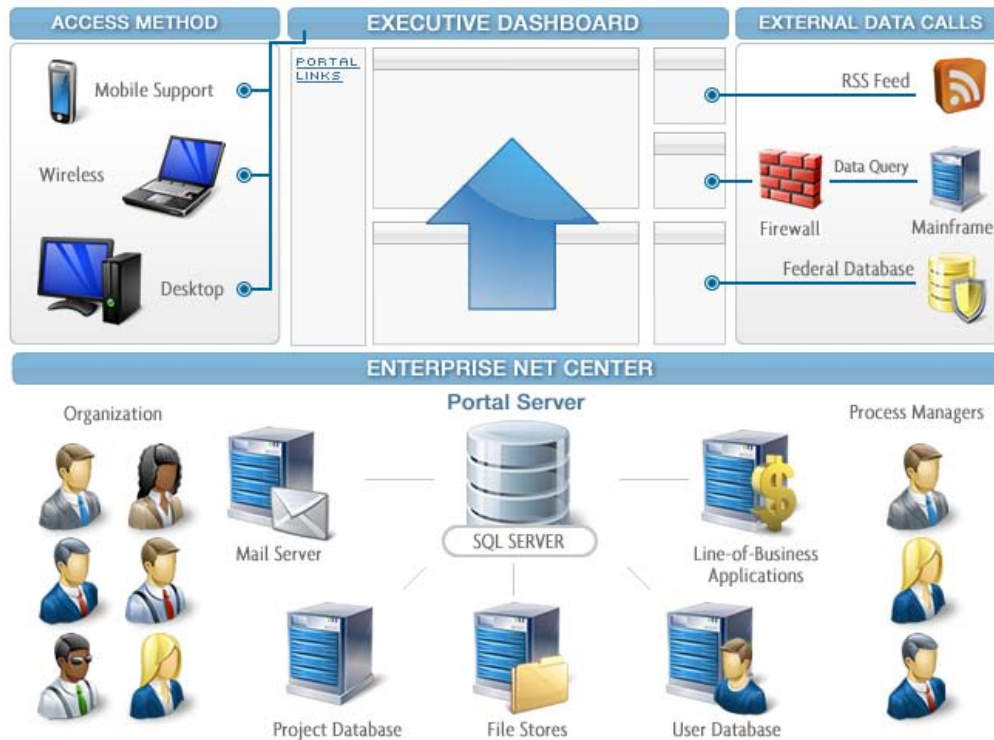 ACCESS METHOD
EXECUTIVE DASHBOARD
EXTERNAL DATA CALLS
Mobile Support
Wireless
Desktop
PORTAL
LINKS
RSS Feed
Data Query
Firewall
Mainframe
Federal Database
ENTERPRISE NET CENTER
Organization
Portal Server
Process Managers
Mail Server
SQL SERVER
Line-of-Business
Applications
Project Database
File Stores
User Database